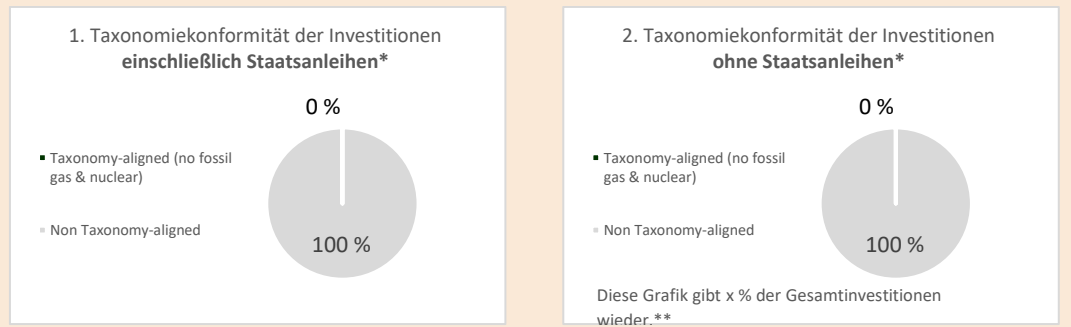 1. Taxonomiekonformität der Investitionen
einschließlich Staatsanleihen*
0 %
Taxonomy-aligned (no fossil
gas & nuclear)
Non Taxonomy-aligned
100 %
2. Taxonomiekonformität der Investitionen
ohne Staatsanleihen*
0 %
Taxonomy-aligned (no fossil
gas & nuclear)
Non Taxonomy-aligned
100 %
Diese Grafik gibt x % der Gesamtinvestitionen
wieder.**